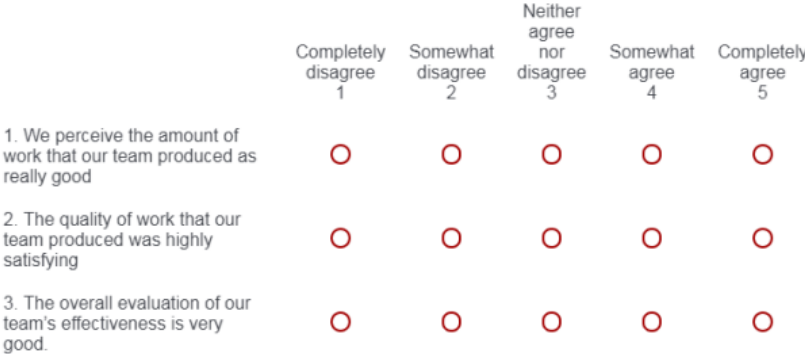 Completely disagree 1
Somewhat disagree 2
Neither agree nor disagree 3
Somewhat agree 4
Completely agree 5
1. We perceive the amount of
work that our team produced as
really good
2. The quality of work that our
team produced was highly
satisfying
3. The overall evaluation of our
team's effectiveness is very
good.